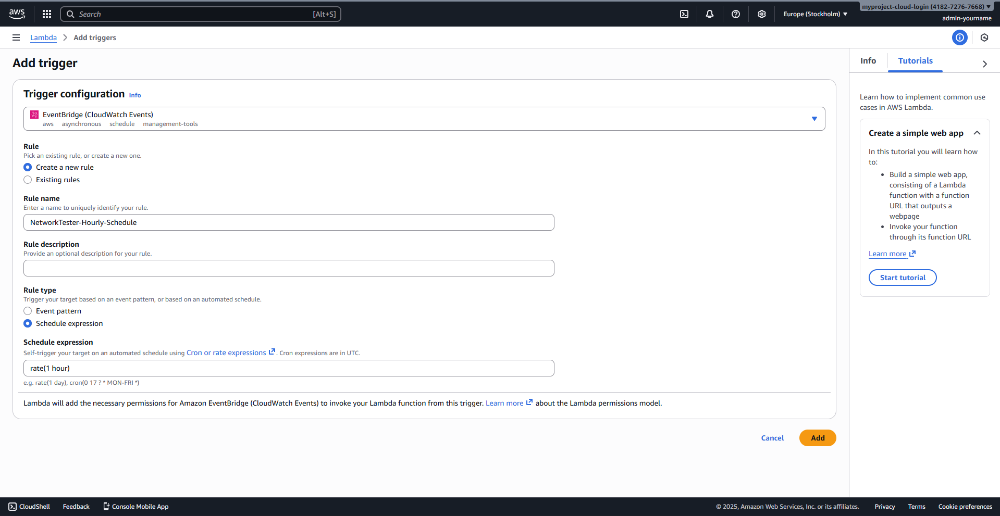 aws
Search [Alt+S]
Europe (Stockholm)
myproject-cloud-login (4182-7276-7668)
admin-yourname
Lambda
Add triggers
Add trigger
Trigger configuration Info
EventBridge (CloudWatch Events)
aws asynchronous schedule management-tools
Rule
Pick an existing rule, or create a new one.
Create a new rule
Existing rules
Rule name
Enter a name to uniquely identify your rule.
NetworkTester-Hourly-Schedule
Rule description
Provide an optional description for your rule.
Rule type
Trigger your target based on an event pattern, or based on an automated schedule.
Event pattern
Schedule expression
Schedule expression
Self-trigger your target on an automated schedule using Cron or rate expressions. Cron expressions are in UTC.
rate(1 hour)
e.g. rate(1 day), cron(0 17 ? * MON-FRI *)
Lambda will add the necessary permissions for Amazon EventBridge (CloudWatch Events) to invoke your Lambda function from this trigger. Learn more about the Lambda permissions model.
Cancel
Add
Info
Tutorials
Learn how to implement common use
cases in AWS Lambda.
Create a simple web app
In this tutorial you will learn how
to:
• Build a simple web app,
consisting of a Lambda
function with a function
URL that outputs a
webpage
• Invoke your function
through its function URL
Learn more
Start tutorial
CloudShell
Feedback
Console Mobile App
© 2025, Amazon Web Services, Inc. or its affiliates.
Privacy
Terms
Cookie preferences